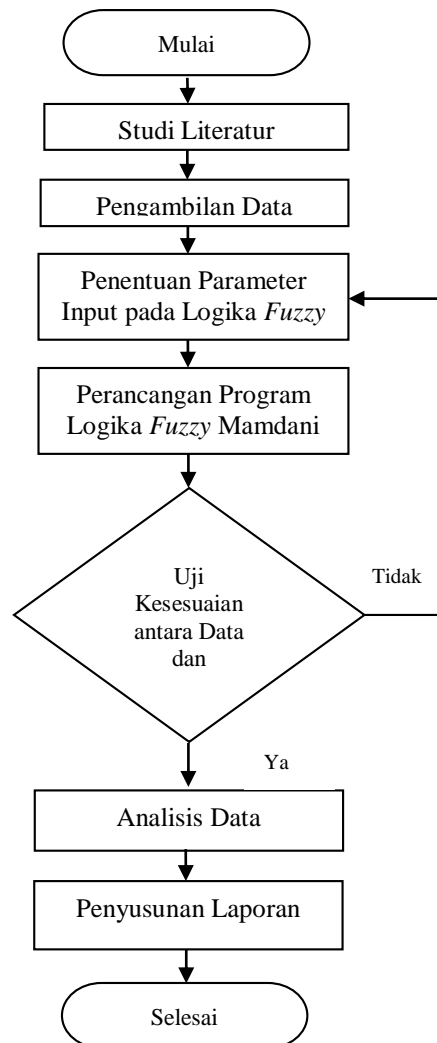 Mulai
Studi Literatur
Pengambilan Data
Penentuan Parameter
Input pada Logika Fuzzy
Perancangan Program
Logika Fuzzy Mamdani
Uji
Kesesuaian
antara Data
dan
Tidak
Ya
Analisis Data
Penyusunan Laporan
Selesai